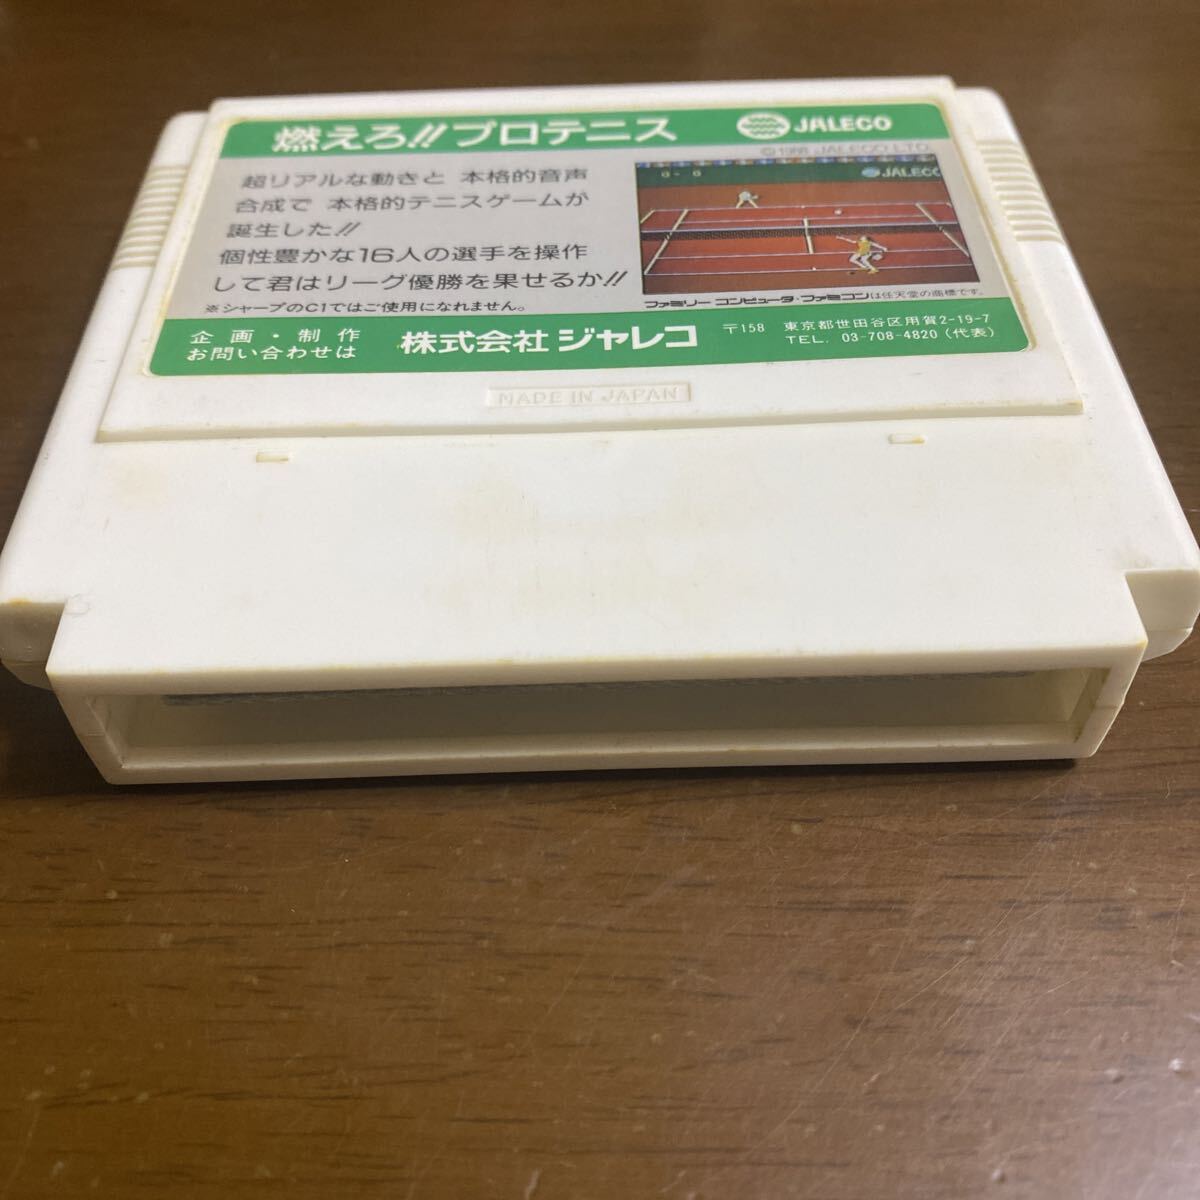 燃えろ!!プロテニス
JALECO
©1988 JALECO LTD.
超リアルな動きと 本格的音声
合成で 本格的テニスゲームが
誕生した!!
個性豊かな16人の選手を操作
して君はリーグ優勝を果せるか!!
※シャープのC1ではご使用になれません。
0- 0
JALECO
ファミリー コンピュータ・ファミコンは任天堂の商標です。
企画・制作
お問い合わせは
株式会社 ジャレコ
〒158 東京都世田谷区用賀2-19-7
TEL. 03-708-4820 (代表)
MADE IN JAPAN